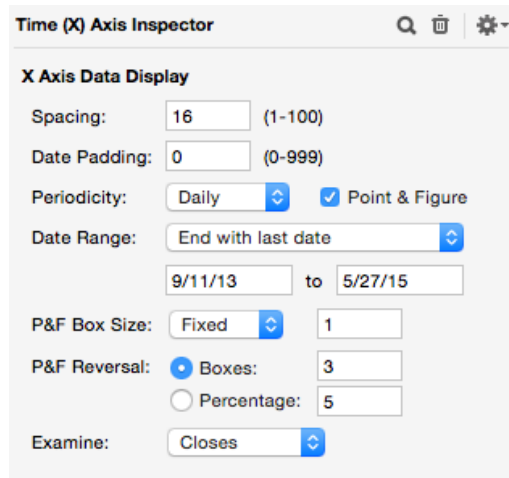 Time (X) Axis Inspector
X Axis Data Display
Spacing: 16 (1-100)
Date Padding: 0 (0-999)
Periodicity: Daily Point & Figure
Date Range: End with last date
9/11/13 to 5/27/15
P&F Box Size: Fixed 1
P&F Reversal: Boxes: 3
Percentage: 5
Examine: Closes